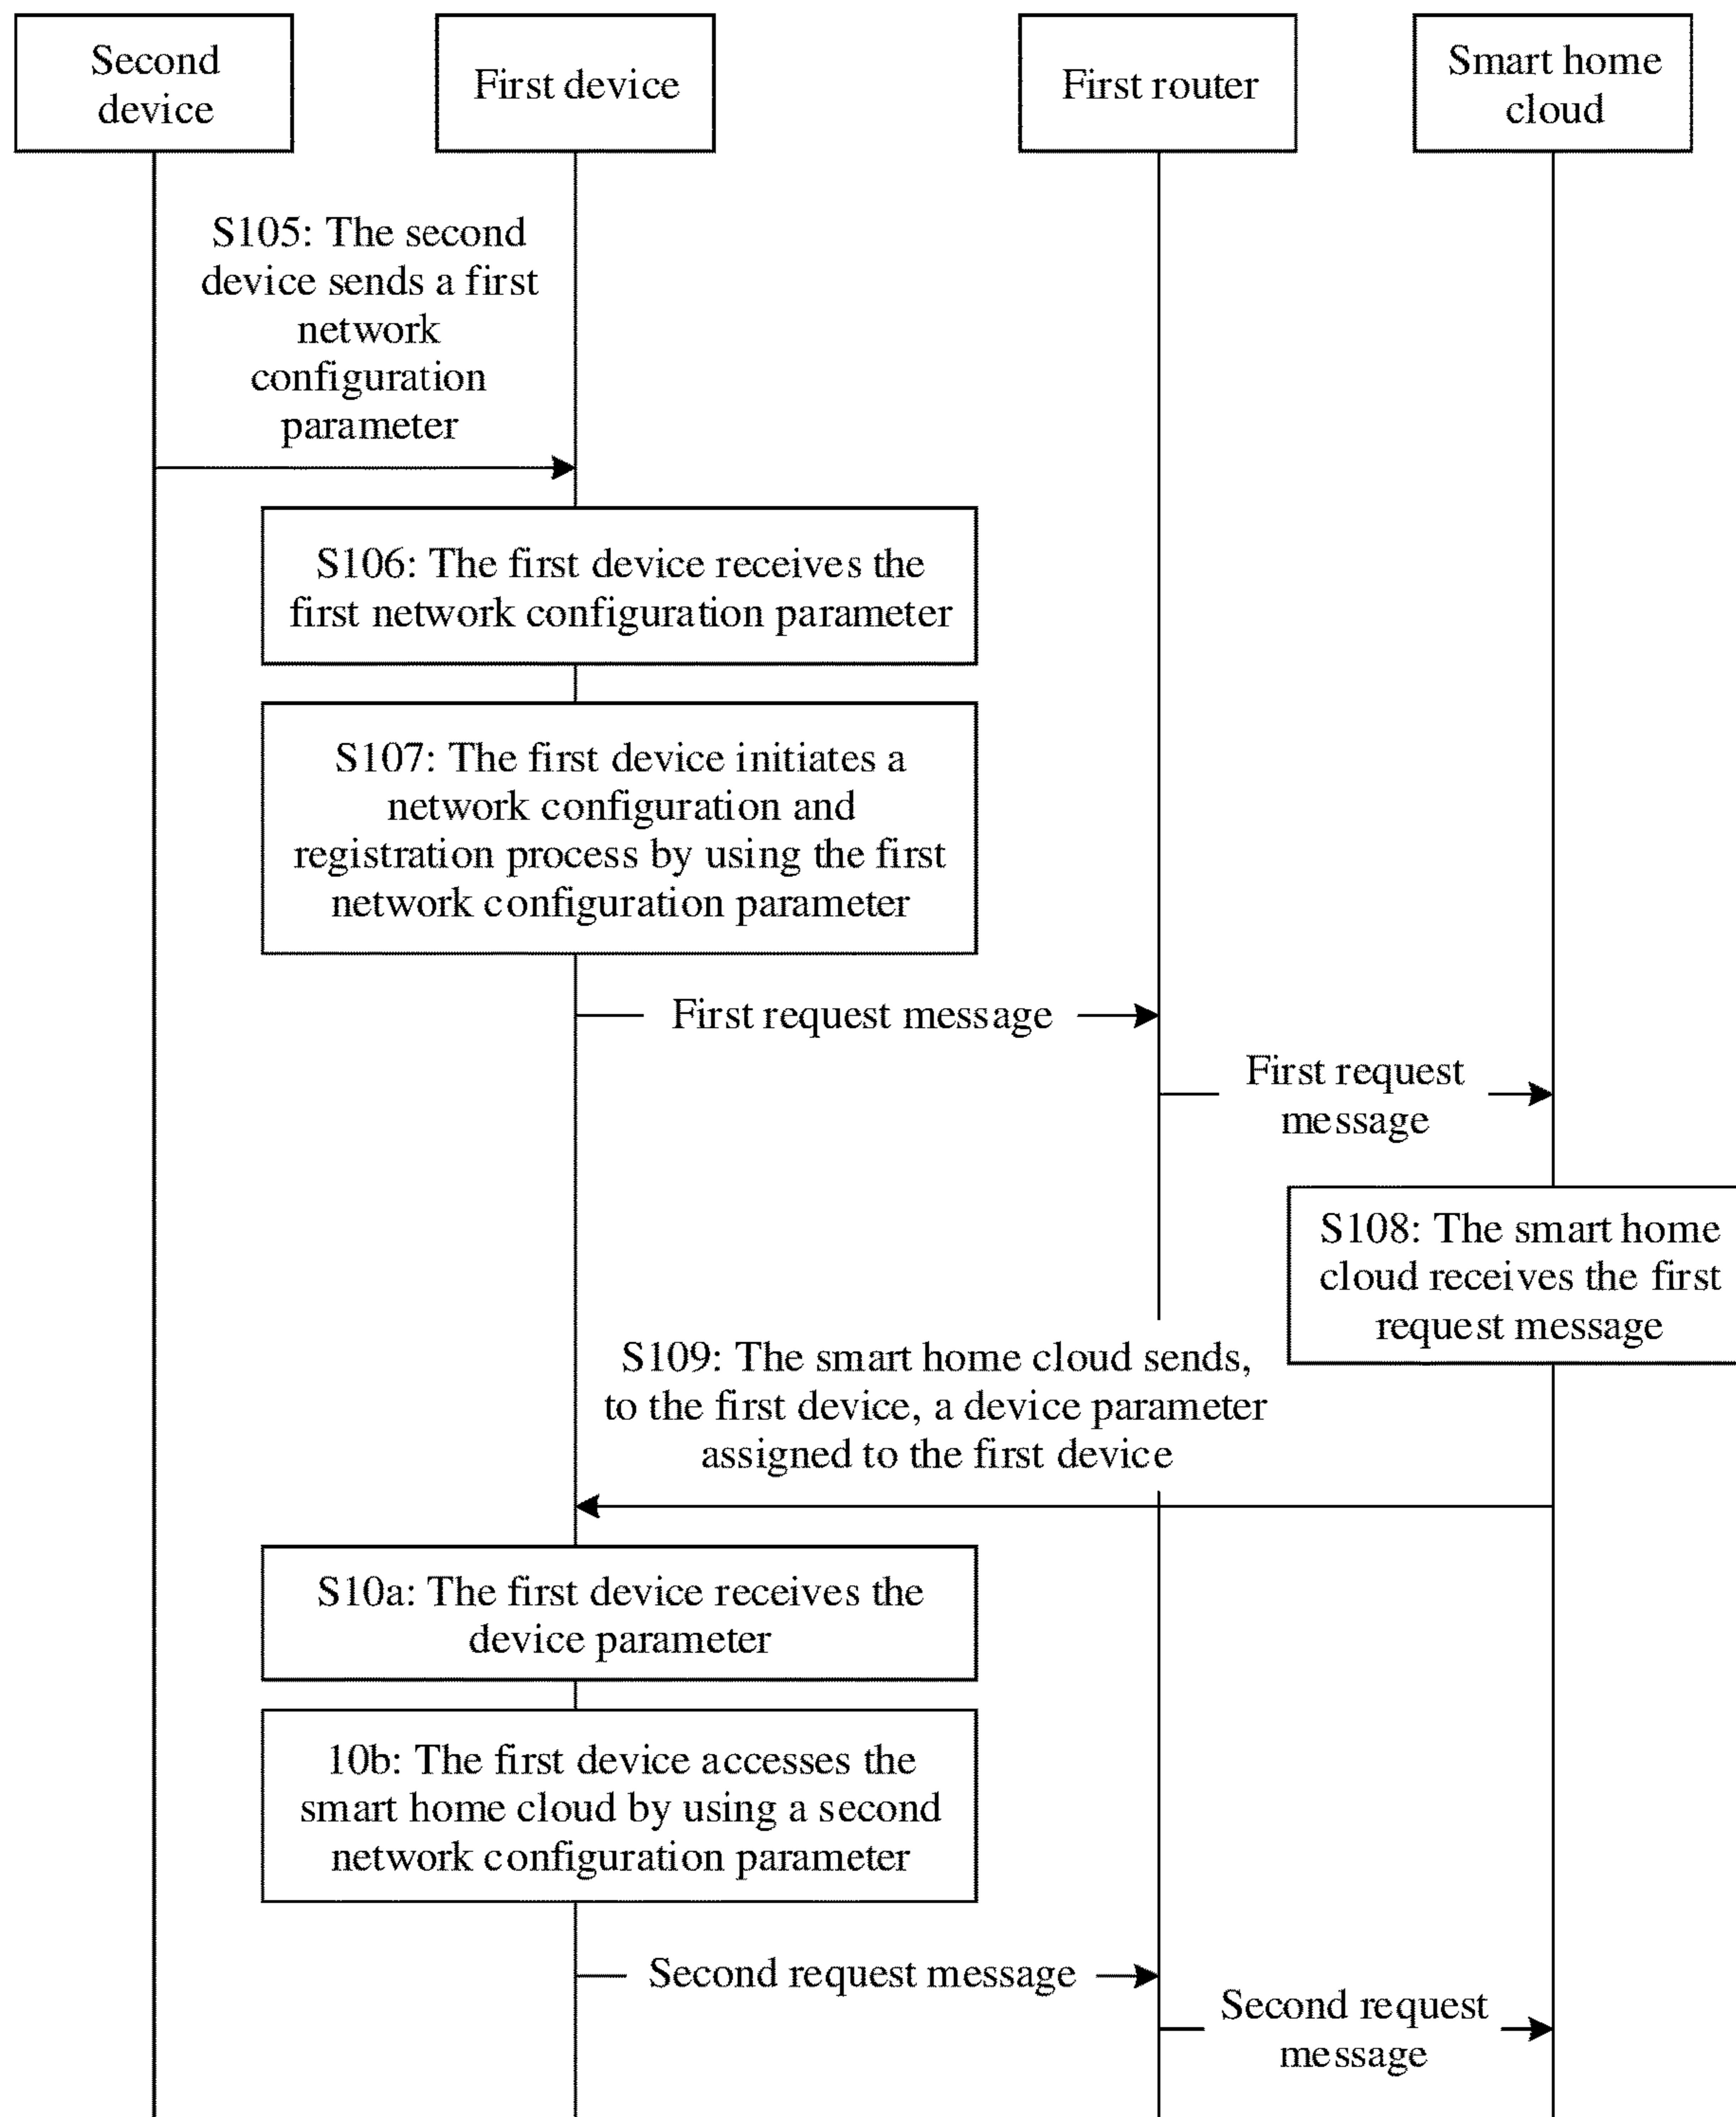 Second
device
First device
First router
Smart home
cloud
S105: The second
device sends a first
network
configuration
parameter
S106: The first device receives the
first network configuration parameter
S107: The first device initiates a
network configuration and
registration process by using the first
network configuration parameter
First request message
First request
message
S108: The smart home
cloud receives the first
request message
S109: The smart home cloud sends,
to the first device, a device parameter
assigned to the first device
S10a: The first device receives the
device parameter
10b: The first device accesses the
smart home cloud by using a second
network configuration parameter
Second request message
Second request
message